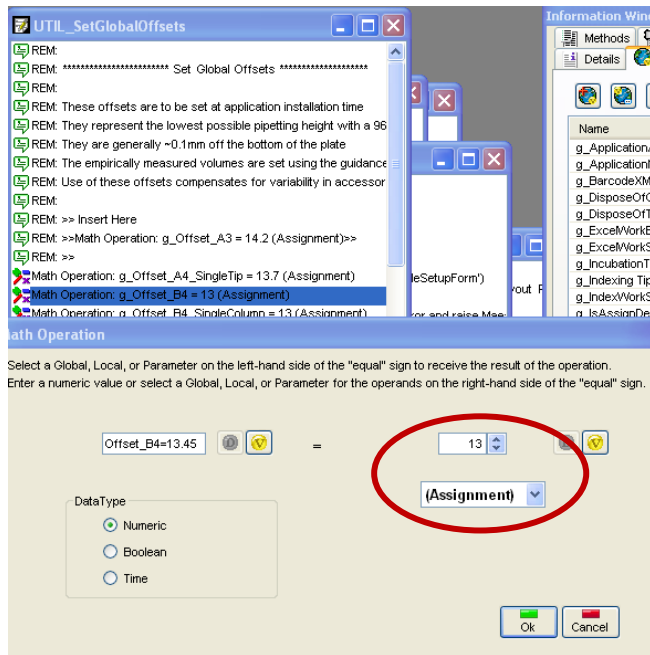 UTIL_SetGlobalOffsets
REM:
REM: ************************ Set Global Offsets ********************
REM:
REM: These offsets are to be set at application installation time
REM: They represent the lowest possible pipetting height with a 96
REM: They are generally ~0.1mm off the bottom of the plate
REM: The empirically measured volumes are set using the guidance
REM: Use of these offsets compensates for variability in accessor
REM:
REM: >> Insert Here
REM: >>Math Operation: g_Offset_A3 = 14.2 (Assignment)>>
REM: >>
Math Operation: g_Offset_A4_SingleTip = 13.7 (Assignment)
Math Operation: g_Offset_B4 = 13 (Assignment)
Math Operation: g_Offset_B4_SingleColumn = 13 (Assignment)
leSetupForm')
yout F
Information Wind
Methods
Details
Name
g_Application
g_Application
g_BarcodeXM
g_DisposeOf
g_DisposeOfT
g_ExcelWorkB
g_ExcelWorkS
g_IncubationT
g_Indexing Tip
g_IndexWorkS
g_IsAssignDe
Math Operation
Select a Global, Local, or Parameter on the left-hand side of the "equal" sign to receive the result of the operation.
Enter a numeric value or select a Global, Local, or Parameter for the operands on the right-hand side of the "equal" sign.
Offset_B4=13.45 = 13
(Assignment)
DataType
Numeric
Boolean
Time
Ok Cancel